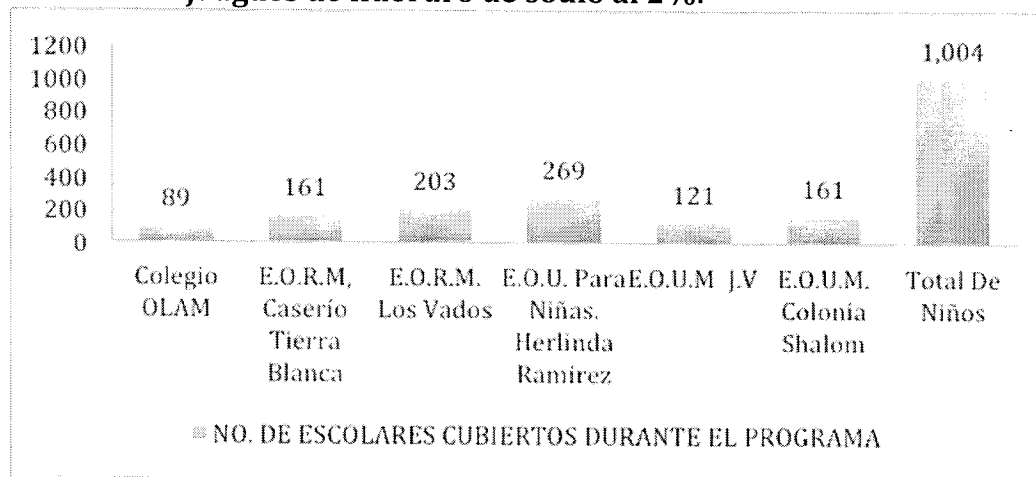 1200
1000
800
600
400
200
0
89
161
203
269
121
161
1,004
Colegio OLAM
E.O.R.M, Caserío Tierra Blanca
E.O.R.M. Los Vados
E.O.U. Para Niñas. Herlinda Ramirez
E.O.U.M J.V
E.O.U.M. Colonia Shalom
Total De Niños
NO. DE ESCOLARES CUBIERTOS DURANTE EL PROGRAMA